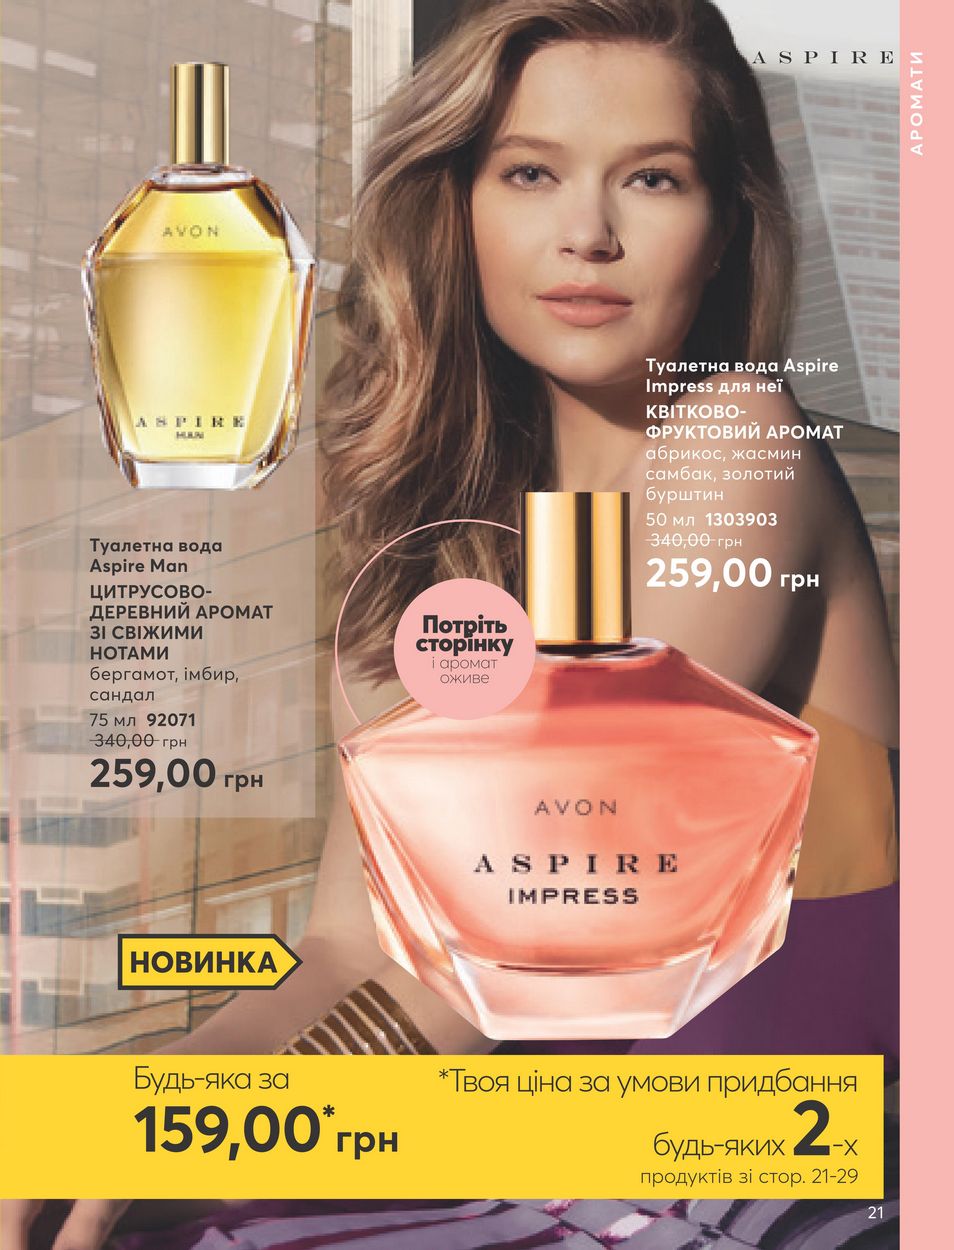 ASPIRE
АРОМАТИ
AVON
ASPIRE
MAN
Туалетна вода Aspire
Impress для неї
КВІТКОВО-
ФРУКТОВИЙ АРОМАТ
абрикос, жасмин
самбак, золотий
бурштин
50 мл 1303903
340,00 грн
259,00 грн
Туалетна вода
Aspire Man
ЦИТРУСОВО-
ДЕРЕВНИЙ АРОМАТ
ЗІ СВІЖИМИ
НОТАМИ
бергамот, імбир,
сандал
75 мл 92071
340,00 грн
259,00 грн
Потріть
сторінку
і аромат
оживе
AVON
ASPIRE
IMPRESS
НОВИНКА
Будь-яка за
159,00* грн
*Твоя ціна за умови придбання
будь-яких 2-х
продуктів зі стор. 21-29
21